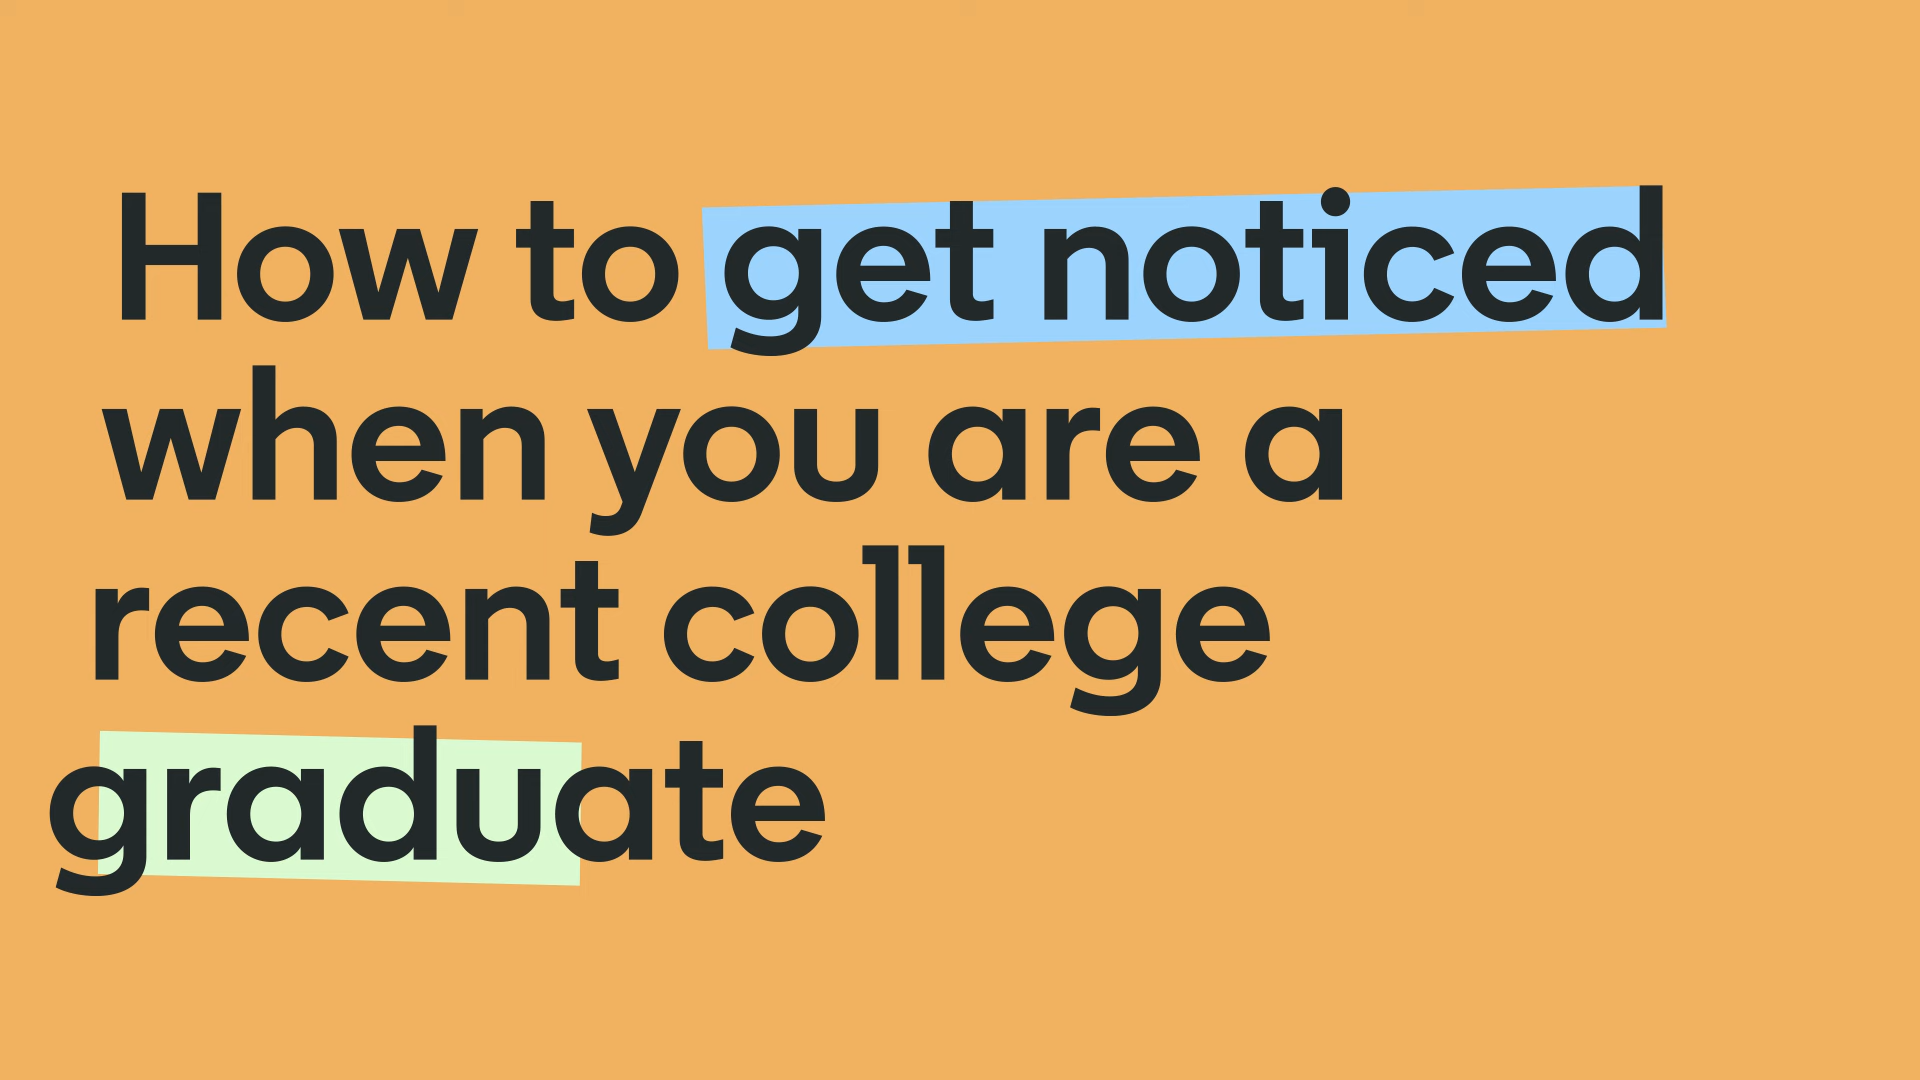 How to get noticed
when you are a
recent college
graduate